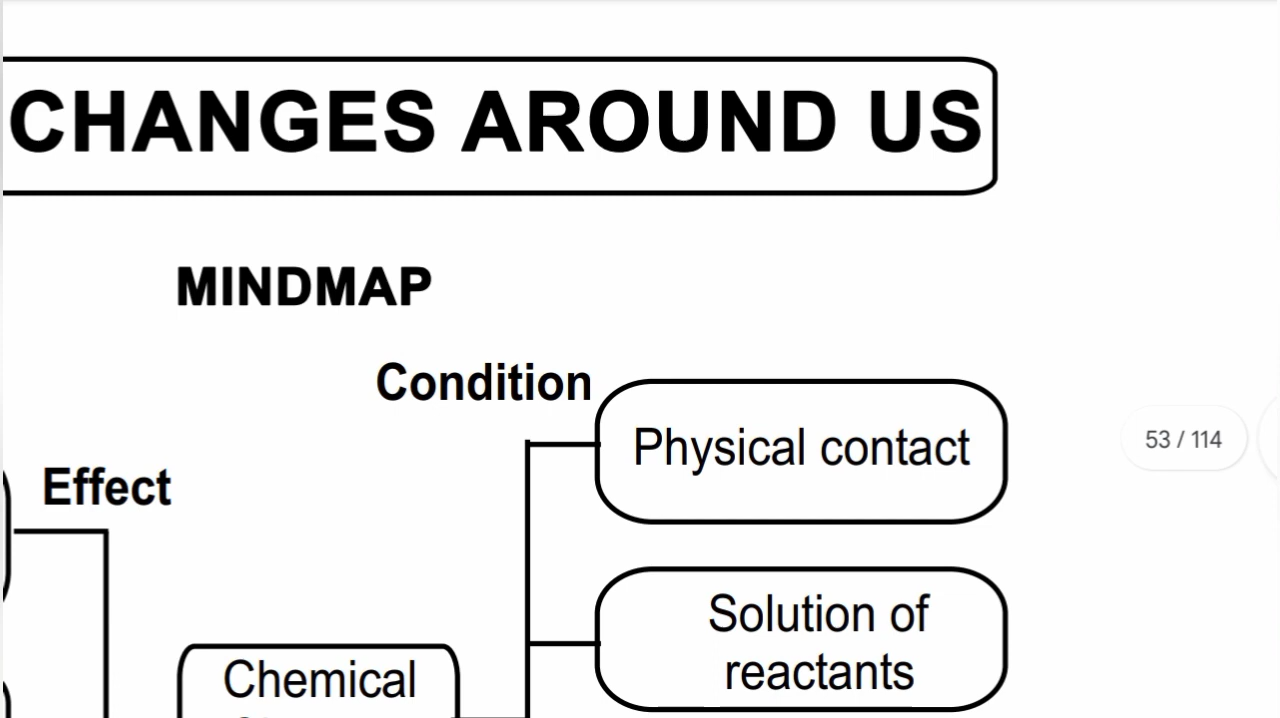 CHANGES AROUND US
MINDMAP
Condition
Physical contact
53 / 114
Effect
Solution of
reactants
Chemical